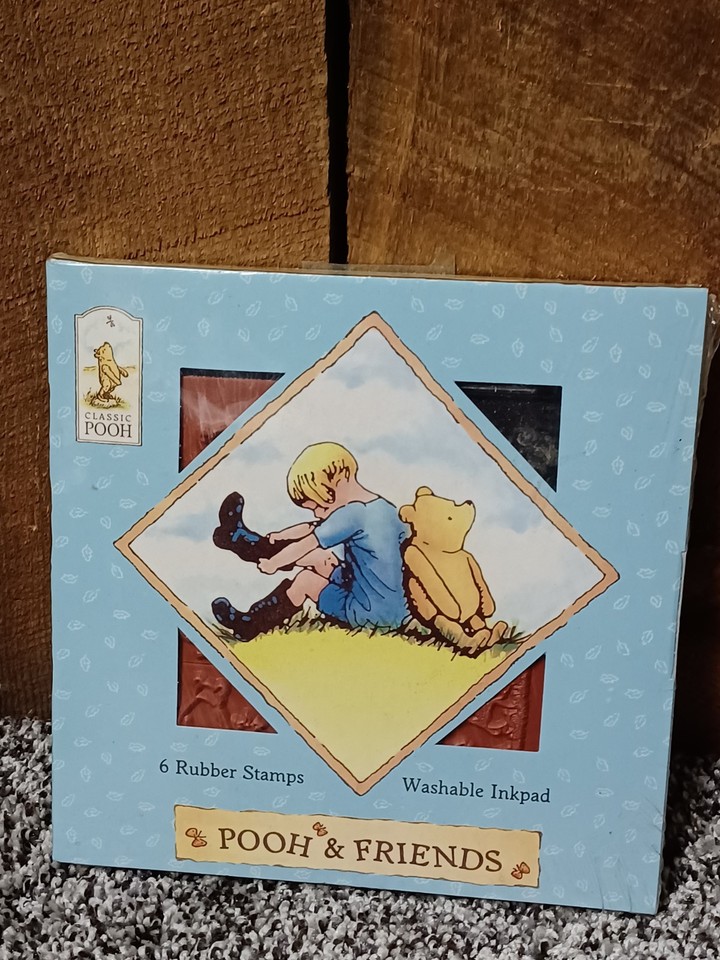 CLASSIC
POOH
6 Rubber Stamps
Washable Inkpad
POOH & FRIENDS